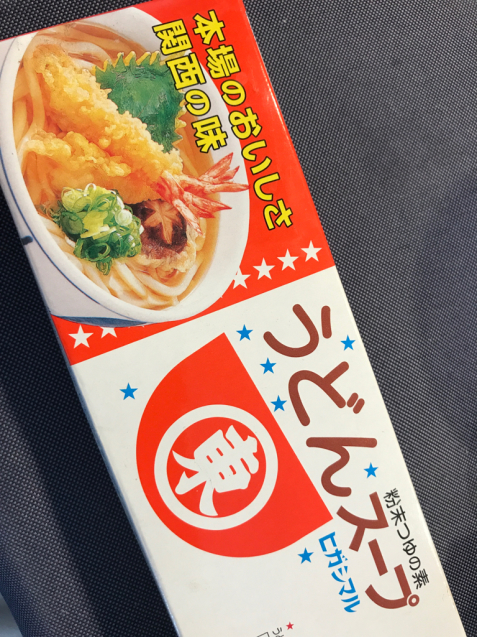 本場のおいしさ
関西の味
うどんスープ
粉末つゆの素
ヒガシマル
東